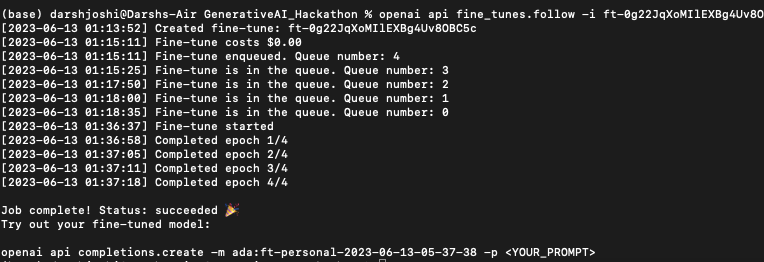 (base) darshjoshi@Darshs-Air GenerativeAI_Hackathon % openai api fine_tunes.follow -i ft-0g22JqXoMIlEXBg4Uv8O
[2023-06-13 01:13:52] Created fine-tune: ft-0g22JqXoMIlEXBg4Uv8OBC5c
[2023-06-13 01:15:11] Fine-tune costs $0.00
[2023-06-13 01:15:11] Fine-tune enqueued. Queue number: 4
[2023-06-13 01:15:25] Fine-tune is in the queue. Queue number: 3
[2023-06-13 01:17:50] Fine-tune is in the queue. Queue number: 2
[2023-06-13 01:18:00] Fine-tune is in the queue. Queue number: 1
[2023-06-13 01:18:35] Fine-tune is in the queue. Queue number: 0
[2023-06-13 01:36:37] Fine-tune started
[2023-06-13 01:36:58] Completed epoch 1/4
[2023-06-13 01:37:05] Completed epoch 2/4
[2023-06-13 01:37:11] Completed epoch 3/4
[2023-06-13 01:37:18] Completed epoch 4/4
Job complete! Status: succeeded 🎉
Try out your fine-tuned model:
openai api completions.create -m ada:ft-personal-2023-06-13-05-37-38 -p <YOUR_PROMPT>